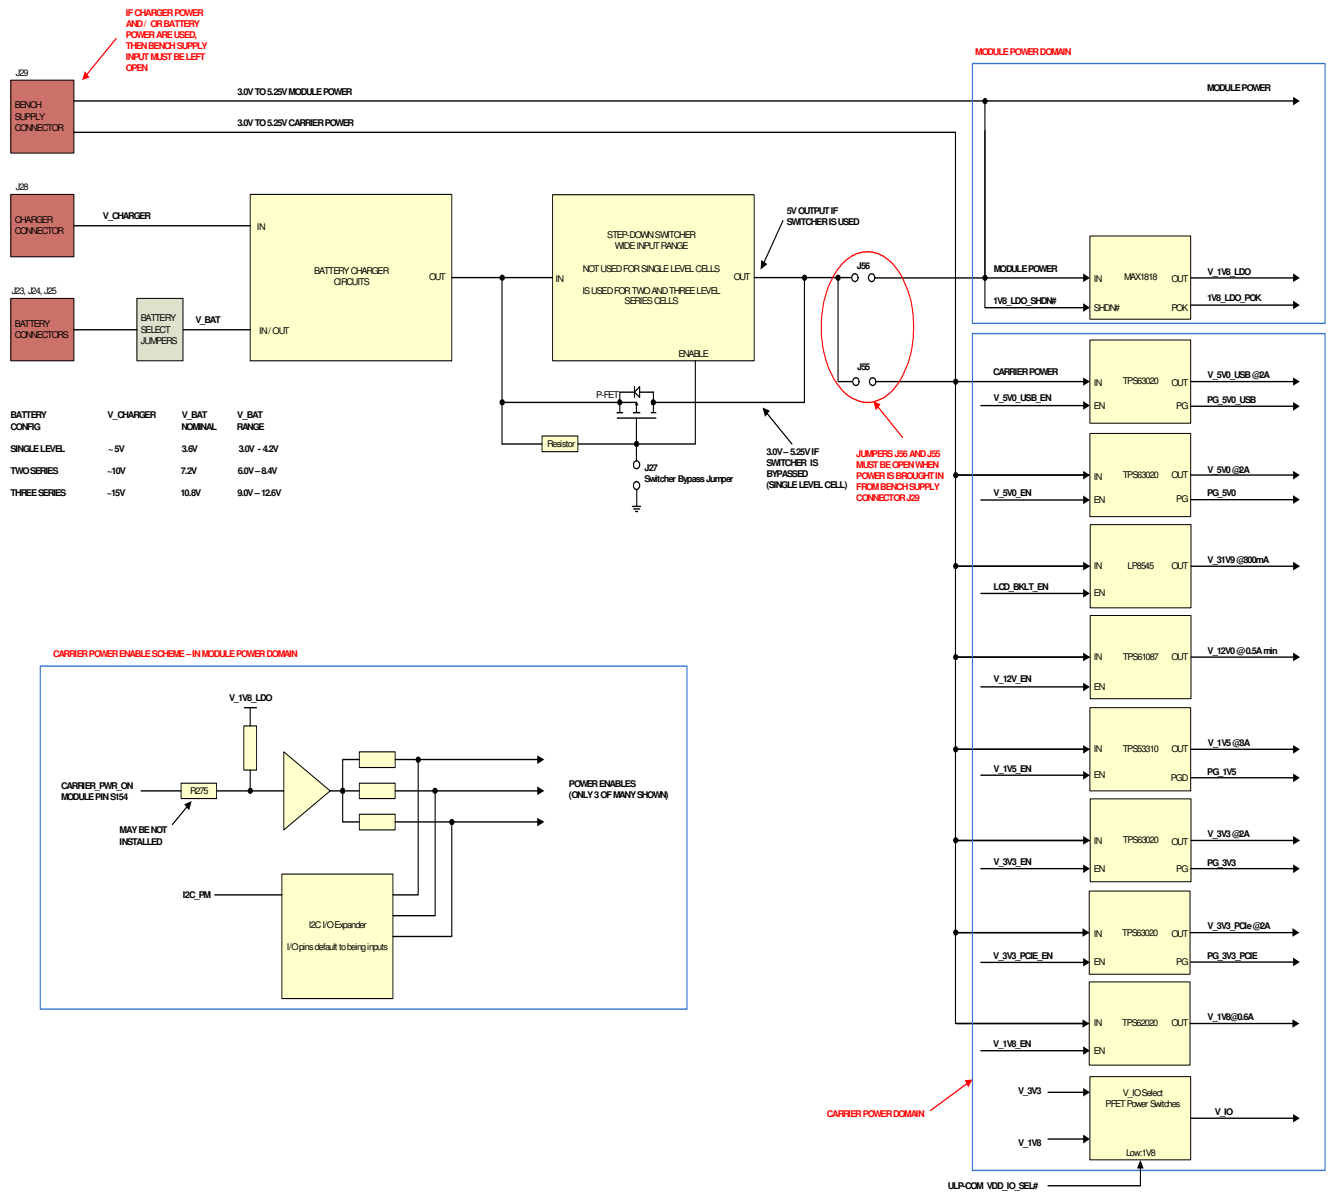 IF CHARGER POWER
AND / OR BATTERY
POWER ARE USED,
THEN BENCH SUPPLY
INPUT MUST BE LEFT
OPEN
J29
BENCH
SUPPLY
CONNECTOR
3.0V TO 5.25V MODULE POWER
3.0V TO 5.25V CARRIER POWER
J28
CHARGER
CONNECTOR
V_CHARGER
J23, J24, J25
BATTERY
CONNECTORS
BATTERY
SELECT
JUMPERS
V_BAT
IN
BATTERY CHARGER
CIRCUITS
OUT
IN / OUT
STEP-DOWN SWITCHER
WIDE INPUT RANGE
NOT USED FOR SINGLE LEVEL CELLS
IN
OUT
IS USED FOR TWO AND THREE LEVEL
SERIES CELLS
ENABLE
5V OUTPUT IF
SWITCHER IS USED
J56
J55
P-FET
Resistor
J27
Switcher Bypass Jumper
3.0V – 5.25V IF
SWITCHER IS
BYPASSED
(SINGLE LEVEL CELL)
JUMPERS J56 AND J55
MUST BE OPEN WHEN
POWER IS BROUGHT IN
FROM BENCH SUPPLY
CONNECTOR J29
BATTERY CONFIG V_CHARGER V_BAT NOMINAL V_BAT RANGE
SINGLE LEVEL ~ 5V 3.6V 3.0V - 4.2V
TWO SERIES ~10V 7.2V 6.0V – 8.4V
THREE SERIES ~15V 10.8V 9.0V – 12.6V
MODULE POWER DOMAIN
MODULE POWER
MODULE POWER
1V8_LDO_SHDN#
IN MAX1818 OUT
SHDN# POK
V_1V8_LDO
1V8_LDO_POK
CARRIER POWER
V_5V0_USB_EN
IN TPS63020 OUT
EN PG
V_5V0_USB @2A
PG_5V0_USB
V_5V0_EN
IN TPS63020 OUT
EN PG
V_5V0 @2A
PG_5V0
LCD_BKLT_EN
IN LP8545 OUT
EN
V_31V9 @800mA
V_12V_EN
IN TPS61087 OUT
EN
V_12V0 @0.5A min
V_1V5_EN
IN TPS53310 OUT
EN PGD
V_1V5 @3A
PG_1V5
V_3V3_EN
IN TPS63020 OUT
EN PG
V_3V3 @2A
PG_3V3
V_3V3_PCIE_EN
IN TPS63020 OUT
EN PG
V_3V3_PCIe @2A
PG_3V3_PCIE
V_1V8_EN
IN TPS62020 OUT
EN
V_1V8@0.6A
V_3V3
V_1V8
V_IO Select
PFET Power Switches
Low:1V8
V_IO
ULP-COM VDD_IO_SEL#
CARRIER POWER DOMAIN
CARRIER POWER ENABLE SCHEME – IN MODULE POWER DOMAIN
V_1V8_LDO
CARRIER_PWR_ON
MODULE PIN S154
R275
MAY BE NOT
INSTALLED
POWER ENABLES
(ONLY 3 OF MANY SHOWN)
I2C_PM
I2C I/O Expander
I/O pins default to being inputs